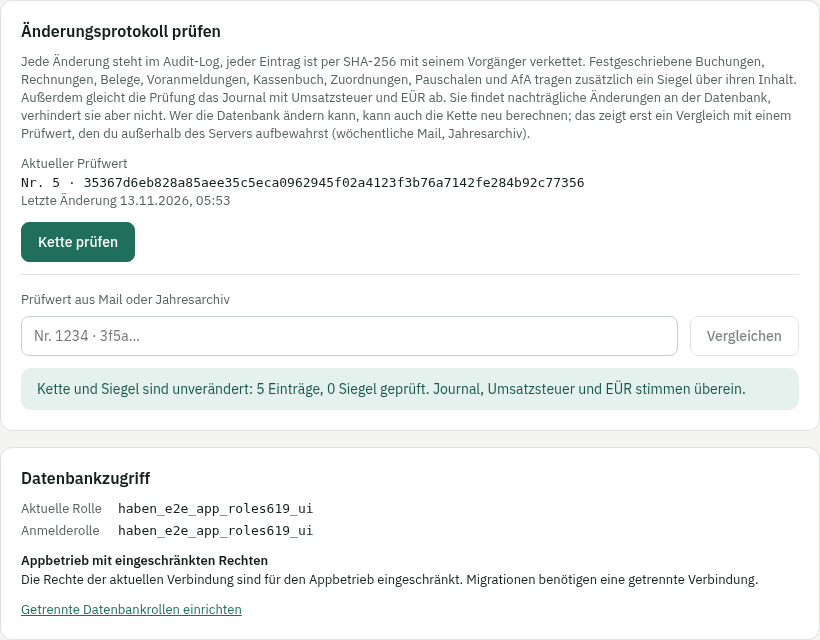 Änderungsprotokoll prüfen
Jede Änderung steht im Audit-Log, jeder Eintrag ist per SHA-256 mit seinem Vorgänger verkettet. Festgeschriebene Buchungen,
Rechnungen, Belege, Voranmeldungen, Kassenbuch, Zuordnungen, Pauschalen und AfA tragen zusätzlich ein Siegel über ihren Inhalt.
Außerdem gleicht die Prüfung das Journal mit Umsatzsteuer und EÜR ab. Sie findet nachträgliche Änderungen an der Datenbank,
verhindert sie aber nicht. Wer die Datenbank ändern kann, kann auch die Kette neu berechnen; das zeigt erst ein Vergleich mit einem
Prüfwert, den du außerhalb des Servers aufbewahrst (wöchentliche Mail, Jahresarchiv).
Aktueller Prüfwert
Nr. 5 · 35367d6eb828a85aee35c5eca0962945f02a4123f3b76a7142fe284b92c77356
Letzte Änderung 13.11.2026, 05:53
Kette prüfen
Prüfwert aus Mail oder Jahresarchiv
Nr. 1234 · 3f5a...
Vergleichen
Kette und Siegel sind unverändert: 5 Einträge, 0 Siegel geprüft. Journal, Umsatzsteuer und EÜR stimmen überein.
Datenbankzugriff
Aktuelle Rolle haben_e2e_app_roles619_ui
Anmelderolle haben_e2e_app_roles619_ui
Appbetrieb mit eingeschränkten Rechten
Die Rechte der aktuellen Verbindung sind für den Appbetrieb eingeschränkt. Migrationen benötigen eine getrennte Verbindung.
Getrennte Datenbankrollen einrichten